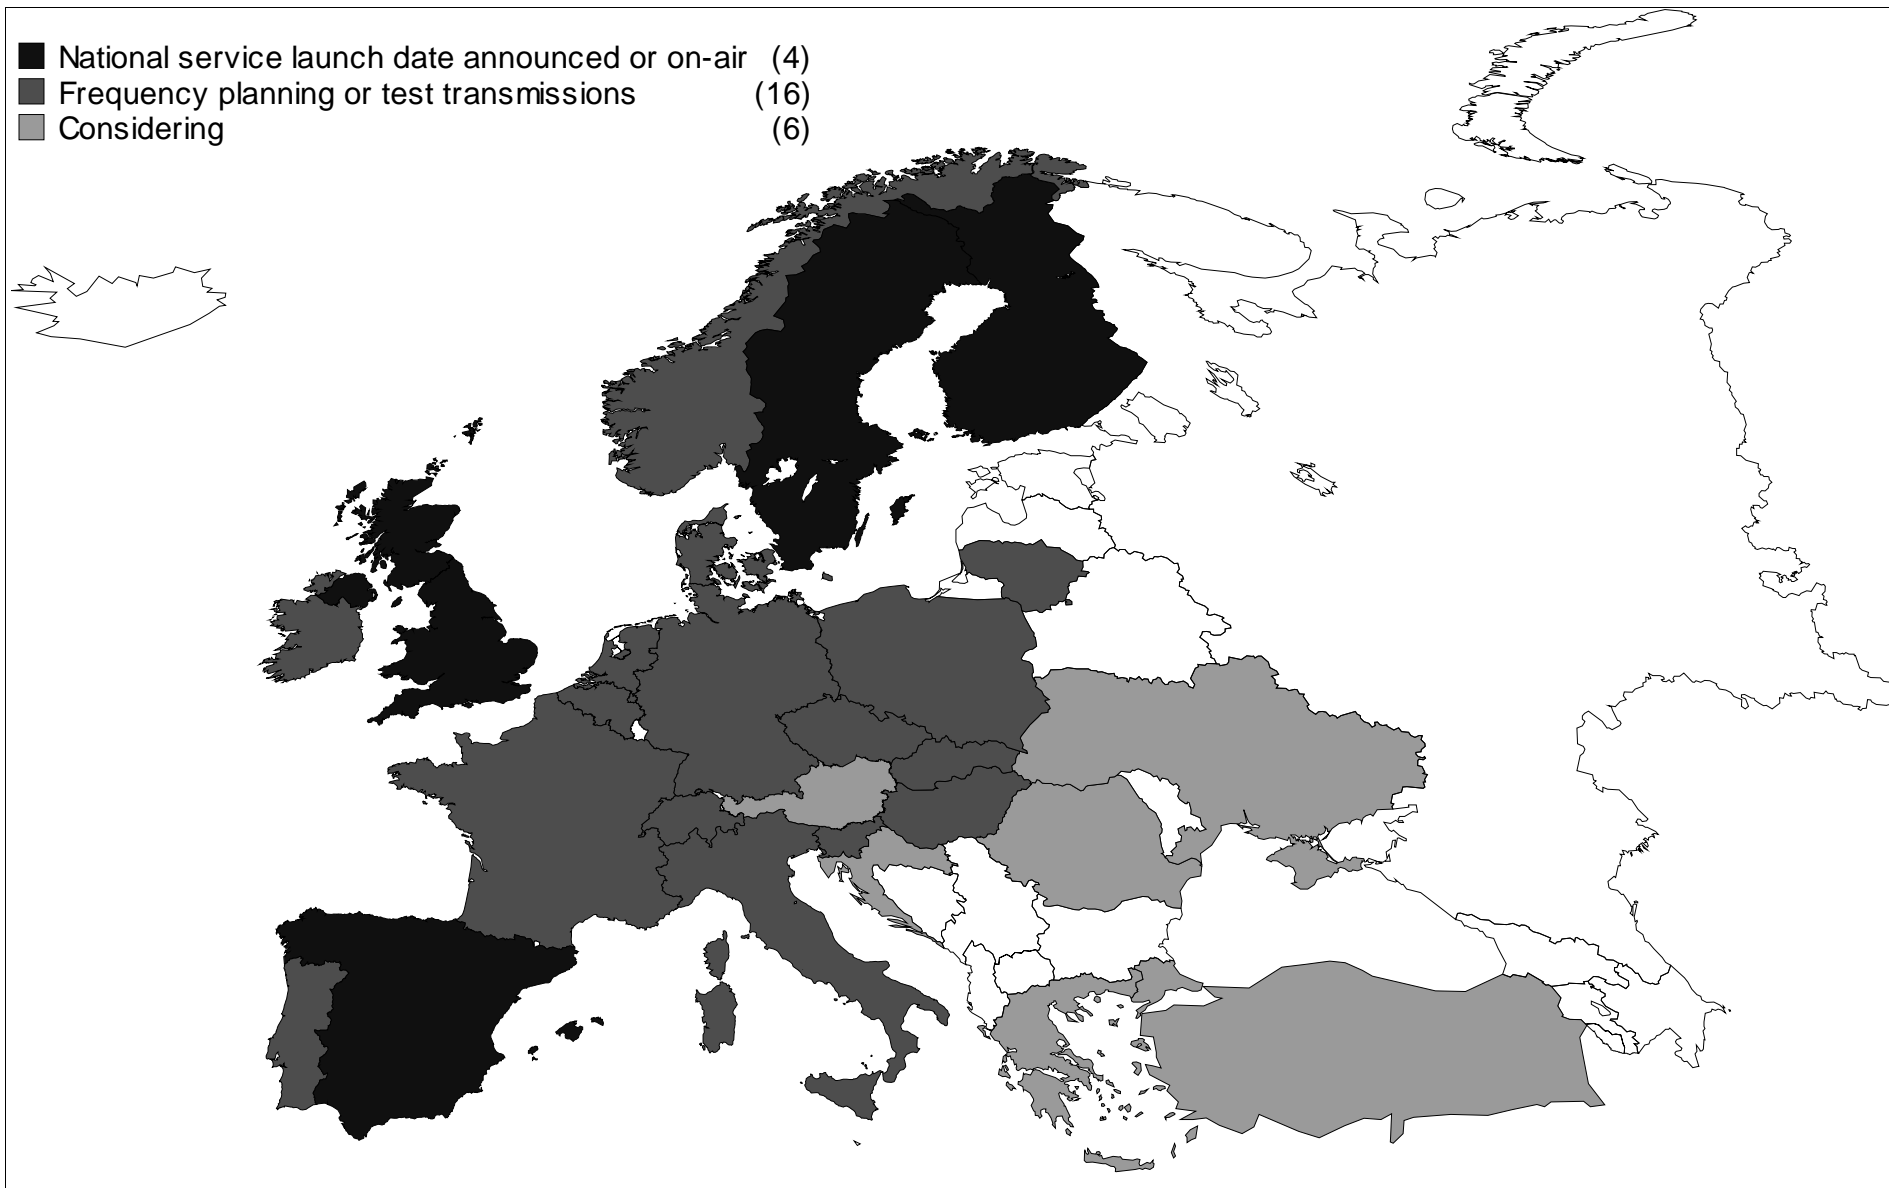 National service launch date announced or on-air (4)
Frequency planning or test transmissions (16)
Considering (6)